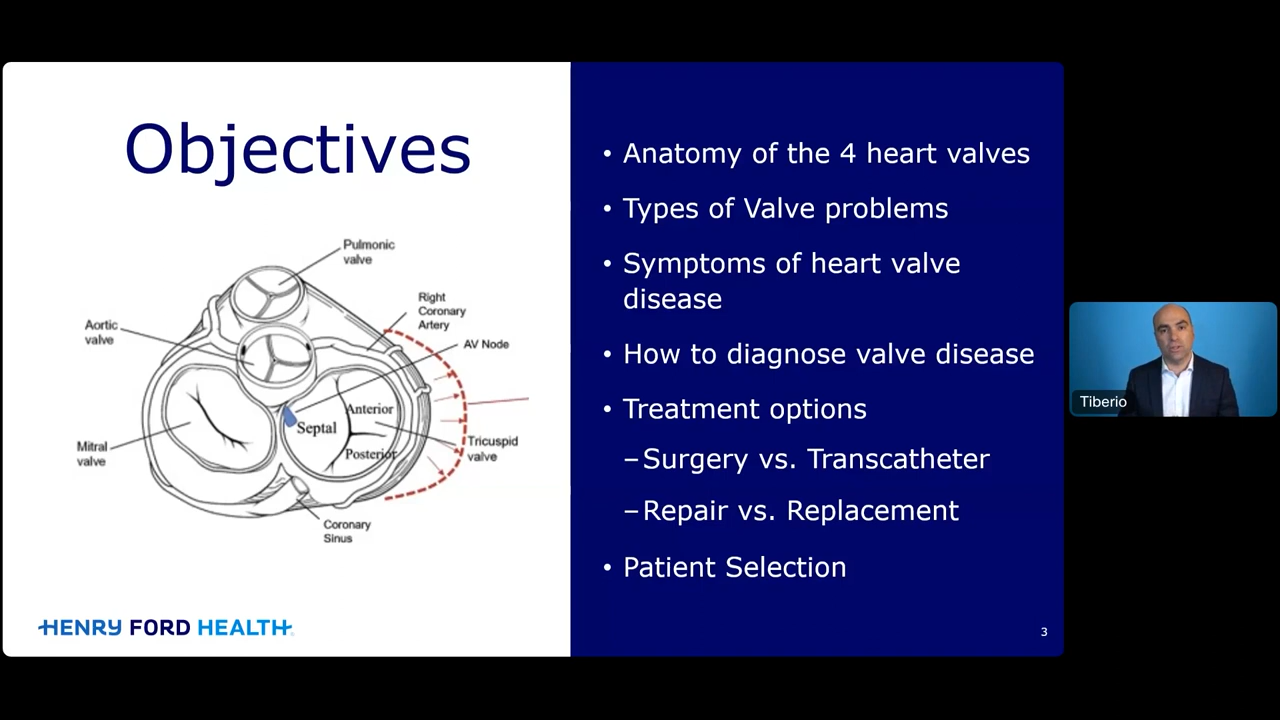 Objectives
Pulmonic
valve
Right
Coronary
Artery
Aortic
valve
AV Node
Anterior
Septal
Posterior
Mitral
valve
Tricuspid
valve
Coronary
Sinus
HENRY FORD HEALTH
• Anatomy of the 4 heart valves
• Types of Valve problems
• Symptoms of heart valve
disease
• How to diagnose valve disease
• Treatment options
–Surgery vs. Transcatheter
–Repair vs. Replacement
• Patient Selection
3
Tiberio